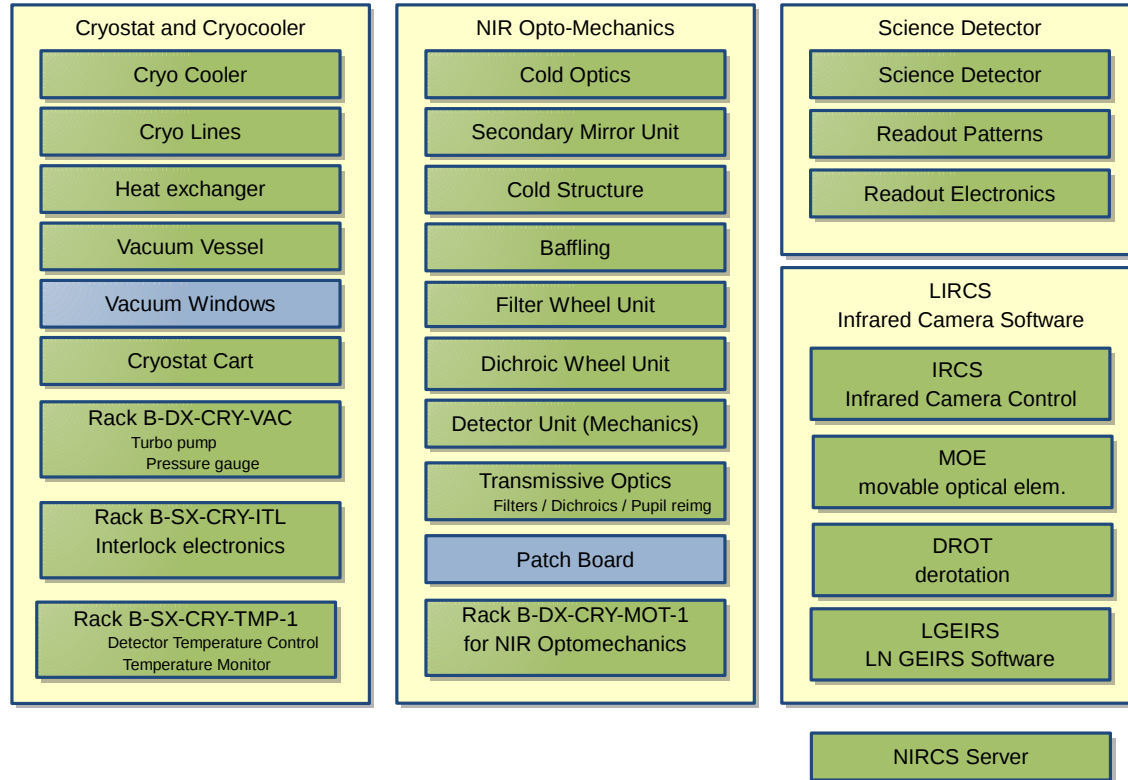 Cryostat and Cryocooler
Cryo Cooler
Cryo Lines
Heat exchanger
Vacuum Vessel
Vacuum Windows
Cryostat Cart
Rack B-DX-CRY-VAC
Turbo pump
Pressure gauge
Rack B-SX-CRY-ITL
Interlock electronics
Rack B-SX-CRY-TMP-1
Detector Temperature Control
Temperature Monitor
NIR Opto-Mechanics
Cold Optics
Secondary Mirror Unit
Cold Structure
Baffling
Filter Wheel Unit
Dichroic Wheel Unit
Detector Unit (Mechanics)
Transmissive Optics
Filters / Dichroics / Pupil reimg
Patch Board
Rack B-DX-CRY-MOT-1
for NIR Optomechanics
Science Detector
Science Detector
Readout Patterns
Readout Electronics
LIRCS
Infrared Camera Software
IRCS
Infrared Camera Control
MOE
movable optical elem.
DROT
derotation
LGEIRS
LN GEIRS Software
NIRCS Server